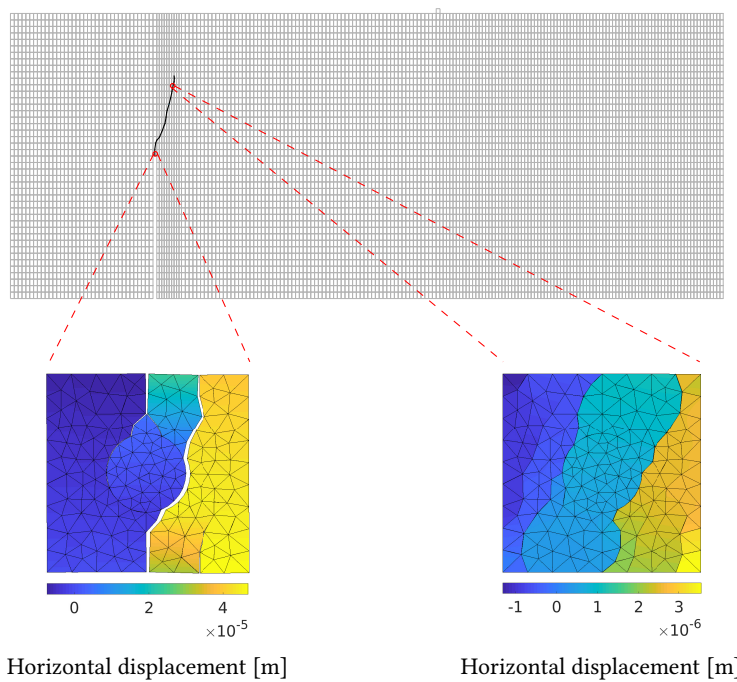 0 2 4
×10⁻⁵
Horizontal displacement [m]
-1 0 1 2 3
×10⁻⁶
Horizontal displacement [m]